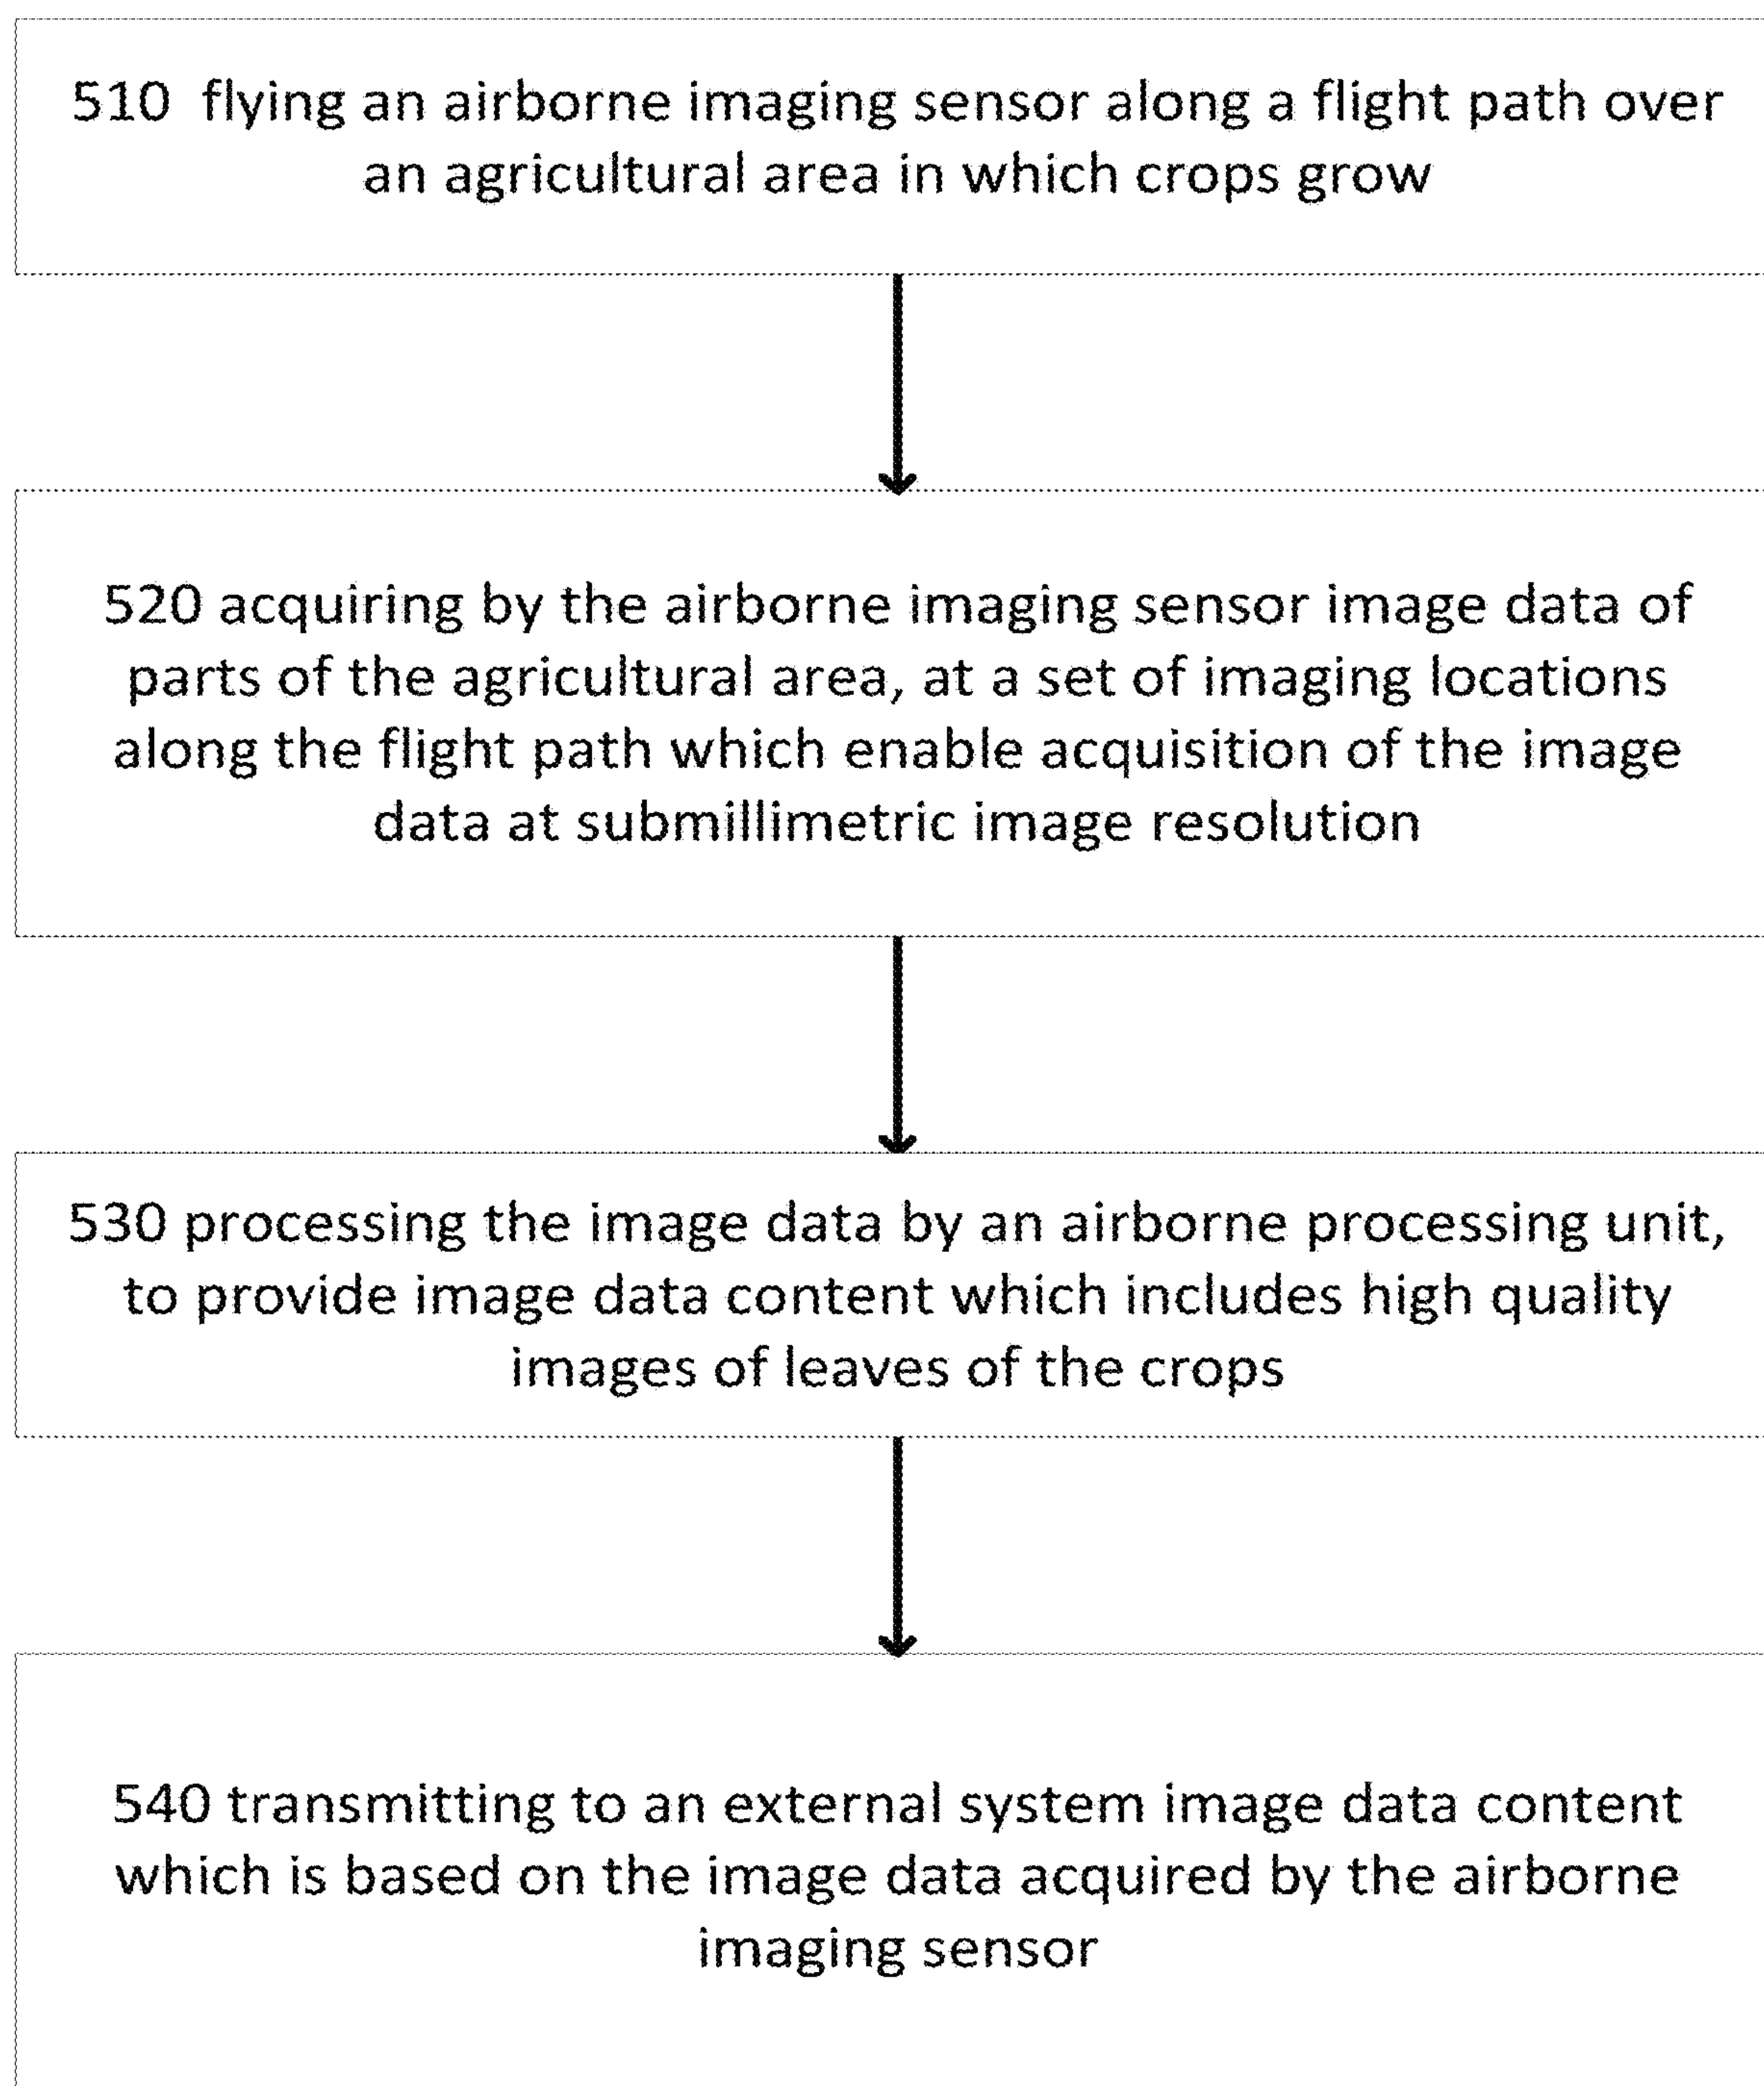 510 flying an airborne imaging sensor along a flight path over
an agricultural area in which crops grow
520 acquiring by the airborne imaging sensor image data of
parts of the agricultural area, at a set of imaging locations
along the flight path which enable acquisition of the image
data at submillimetric image resolution
530 processing the image data by an airborne processing unit,
to provide image data content which includes high quality
images of leaves of the crops
540 transmitting to an external system image data content
which is based on the image data acquired by the airborne
imaging sensor